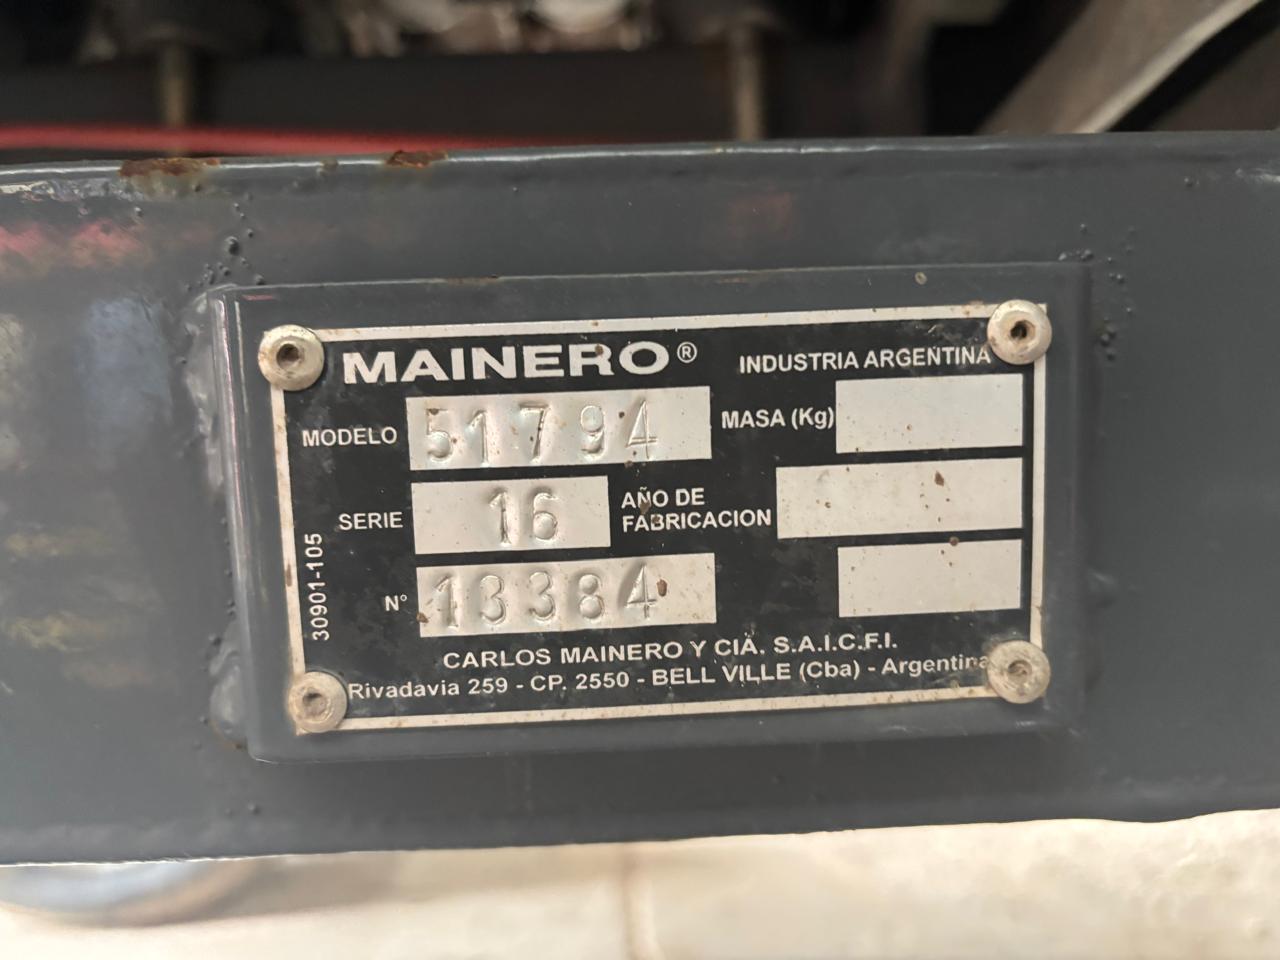 MAINERO® INDUSTRIA ARGENTINA
MODELO 51794 MASA (Kg)
SERIE 16 AÑO DE FABRICACION
N° 13384
30901-105
CARLOS MAINERO Y CIA. S.A.I.C.F.I.
Rivadavia 259 - CP. 2550 - BELL VILLE (Cba) - Argentina